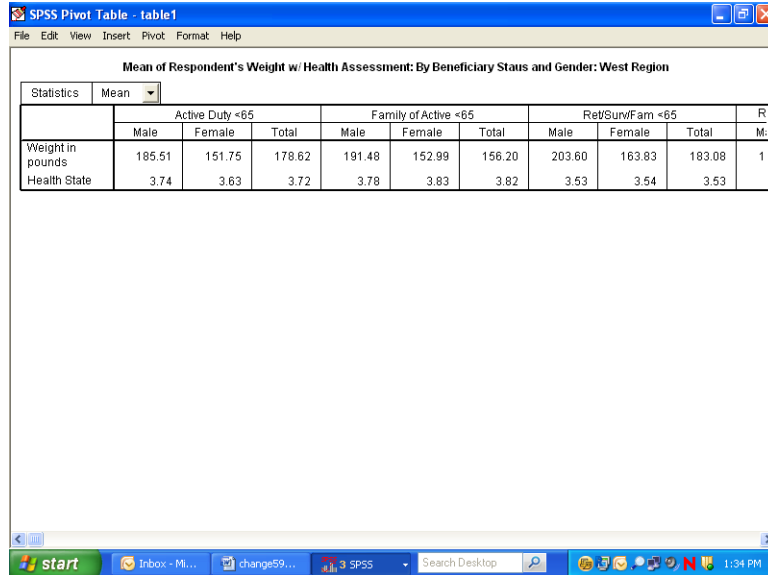 SPSS Pivot Table - table1
File Edit View Insert Pivot Format Help
Mean of Respondent's Weight w/ Health Assessment: By Beneficiary Staus and Gender: West Region
Statistics Mean
Active Duty <65 Family of Active <65 Ret/Surv/Fam <65 R
Male Female Total Male Female Total Male Female Total
Weight in pounds 185.51 151.75 178.62 191.48 152.99 156.20 203.60 163.83 183.08 1
Health State 3.74 3.63 3.72 3.78 3.83 3.82 3.53 3.54 3.53
start Inbox - Mi... change59... 3 SPSS Search Desktop N 1:34 PM